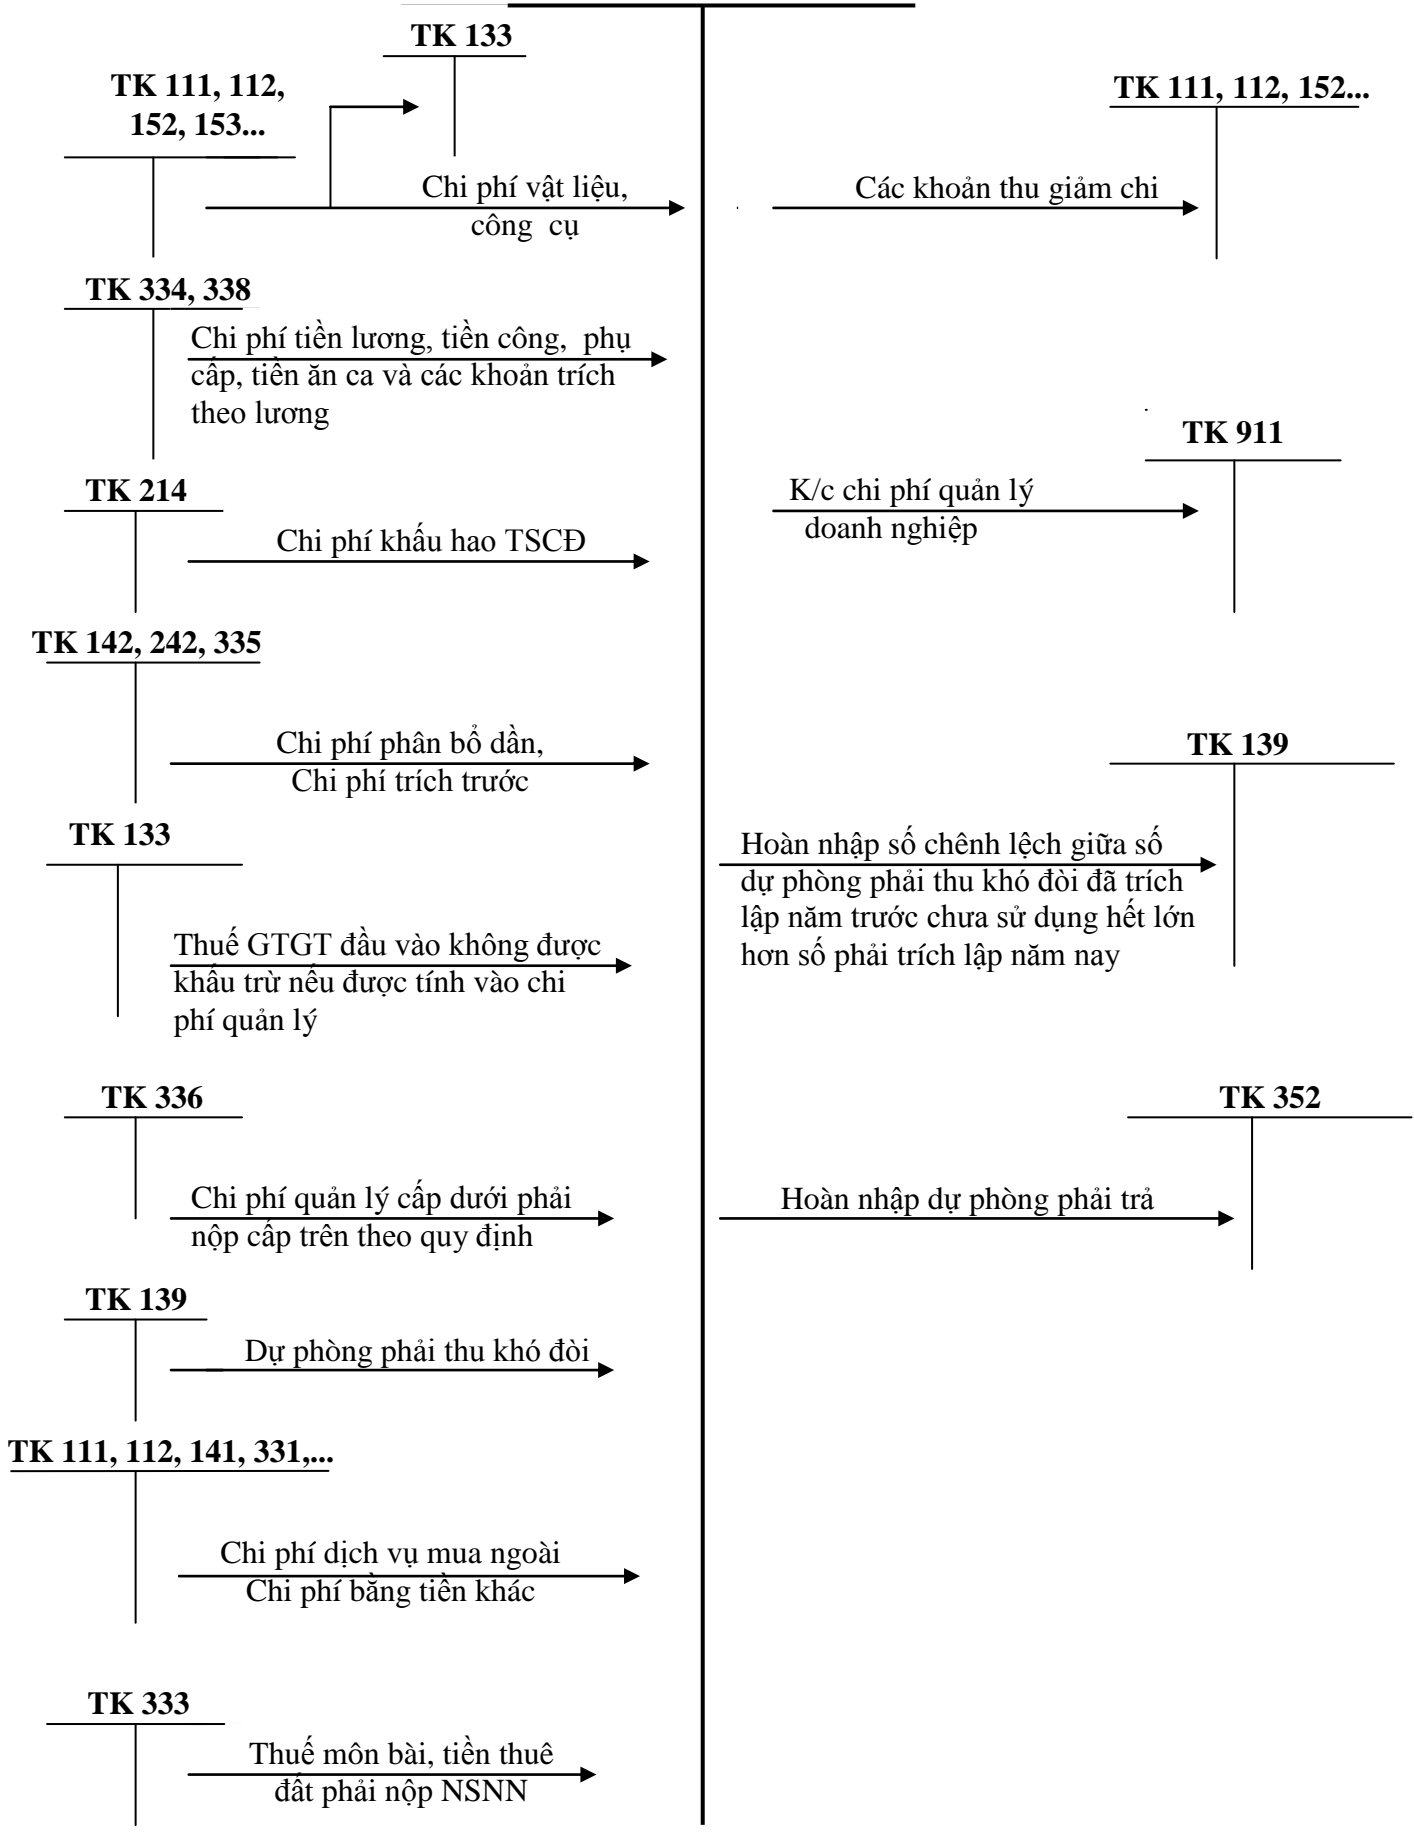 TK 133
TK 111, 112,
152, 153...
TK 111, 112, 152...
Chi phí vật liệu,
công cụ
Các khoản thu giảm chi
TK 334, 338
Chi phí tiền lương, tiền công, phụ
cấp, tiền ăn ca và các khoản trích
theo lương
TK 911
TK 214
K/c chi phí quản lý
doanh nghiệp
Chi phí khấu hao TSCĐ
TK 142, 242, 335
Chi phí phân bổ dần,
Chi phí trích trước
TK 139
TK 133
Hoàn nhập số chênh lệch giữa số
dự phòng phải thu khó đòi đã trích
lập năm trước chưa sử dụng hết lớn
hơn số phải trích lập năm nay
Thuế GTGT đầu vào không được
khấu trừ nếu được tính vào chi
phí quản lý
TK 336
TK 352
Chi phí quản lý cấp dưới phải
nộp cấp trên theo quy định
Hoàn nhập dự phòng phải trả
TK 139
Dự phòng phải thu khó đòi
TK 111, 112, 141, 331,...
Chi phí dịch vụ mua ngoài
Chi phí bằng tiền khác
TK 333
Thuế môn bài, tiền thuê
đất phải nộp NSNN